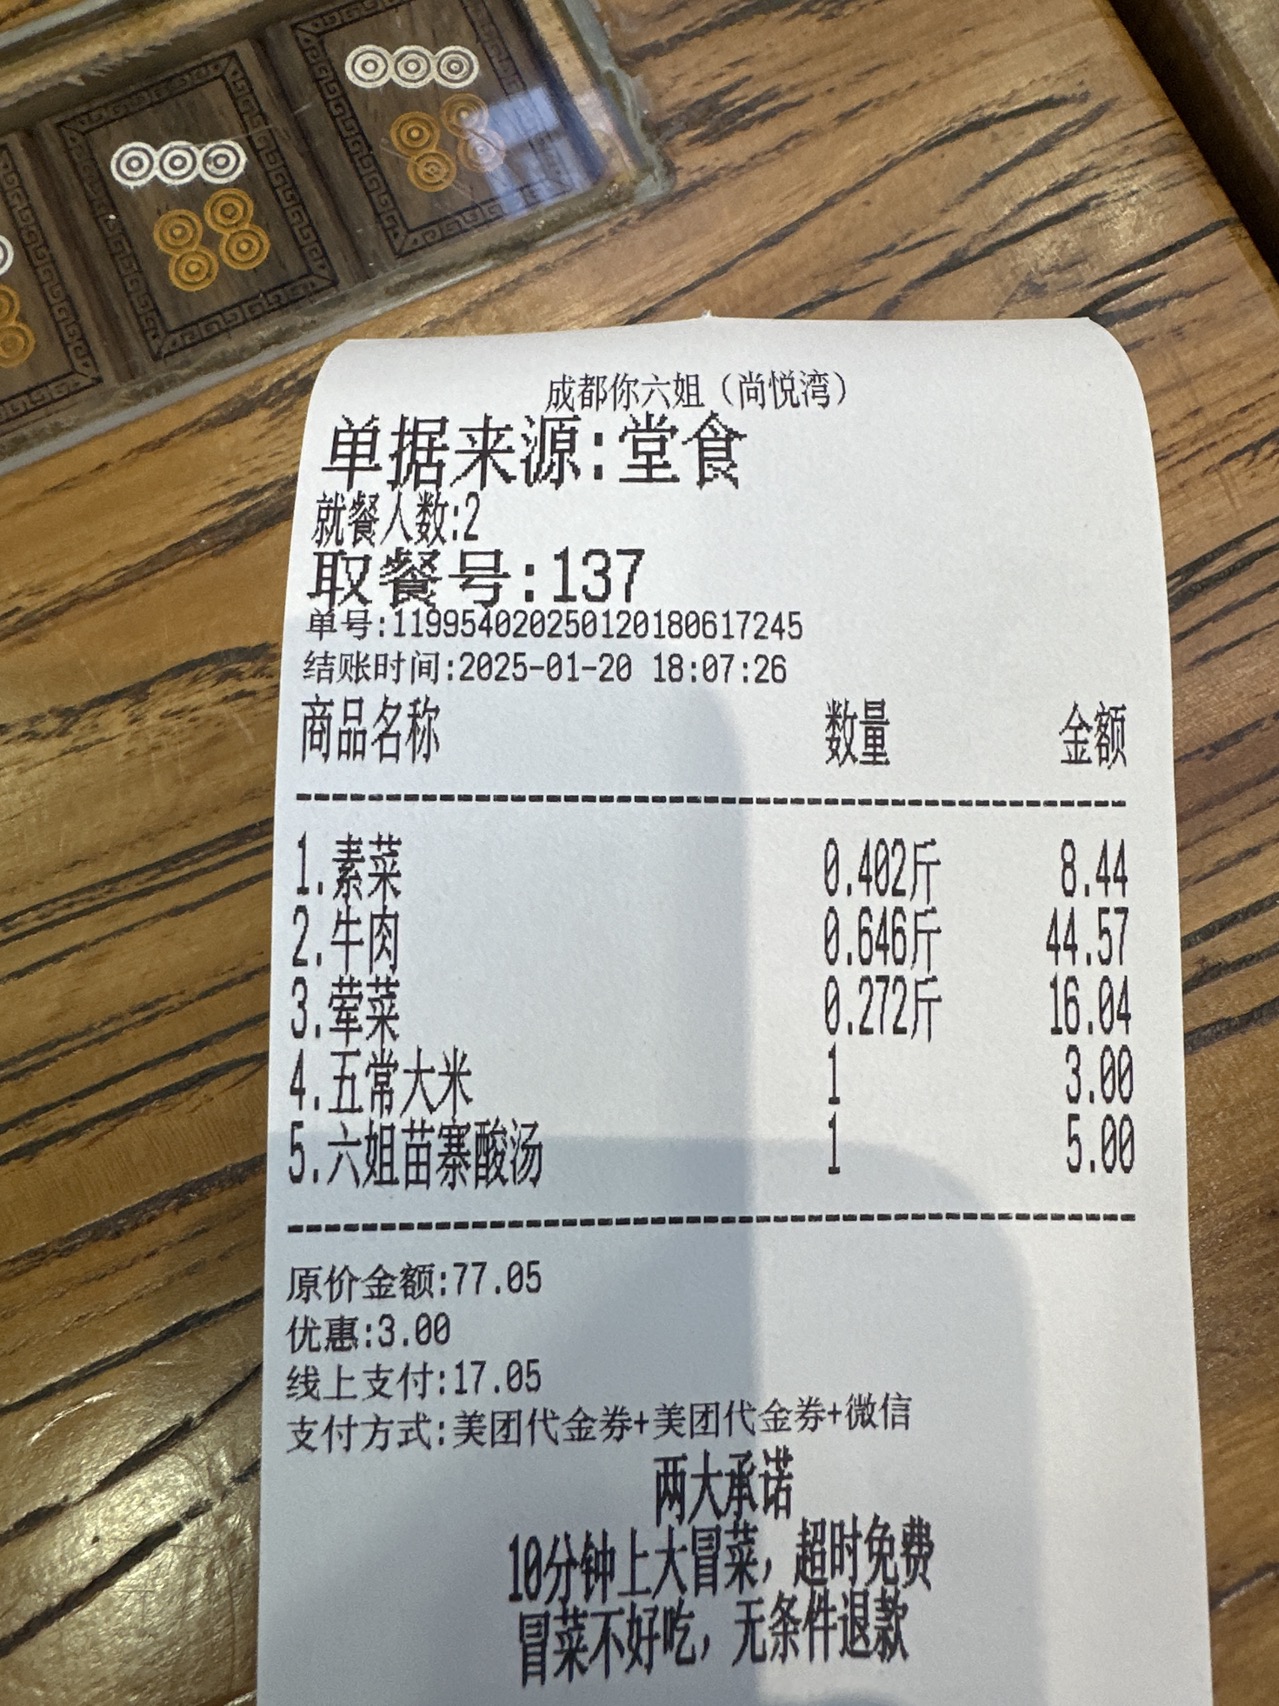 成都你六姐（尚悦湾）
单据来源:堂食
就餐人数:2
取餐号:137
单号:119954020250120180617245
结账时间:2025-01-20 18:07:26
商品名称 数量 金额
1.素菜 0.402斤 8.44
2.牛肉 0.646斤 44.57
3.荤菜 0.272斤 16.04
4.五常大米 1 3.00
5.六姐苗寨酸汤 1 5.00
原价金额:77.05
优惠:3.00
线上支付:17.05
支付方式:美团代金券+美团代金券+微信
两大承诺
10分钟上大冒菜，超时免费
冒菜不好吃，无条件退款